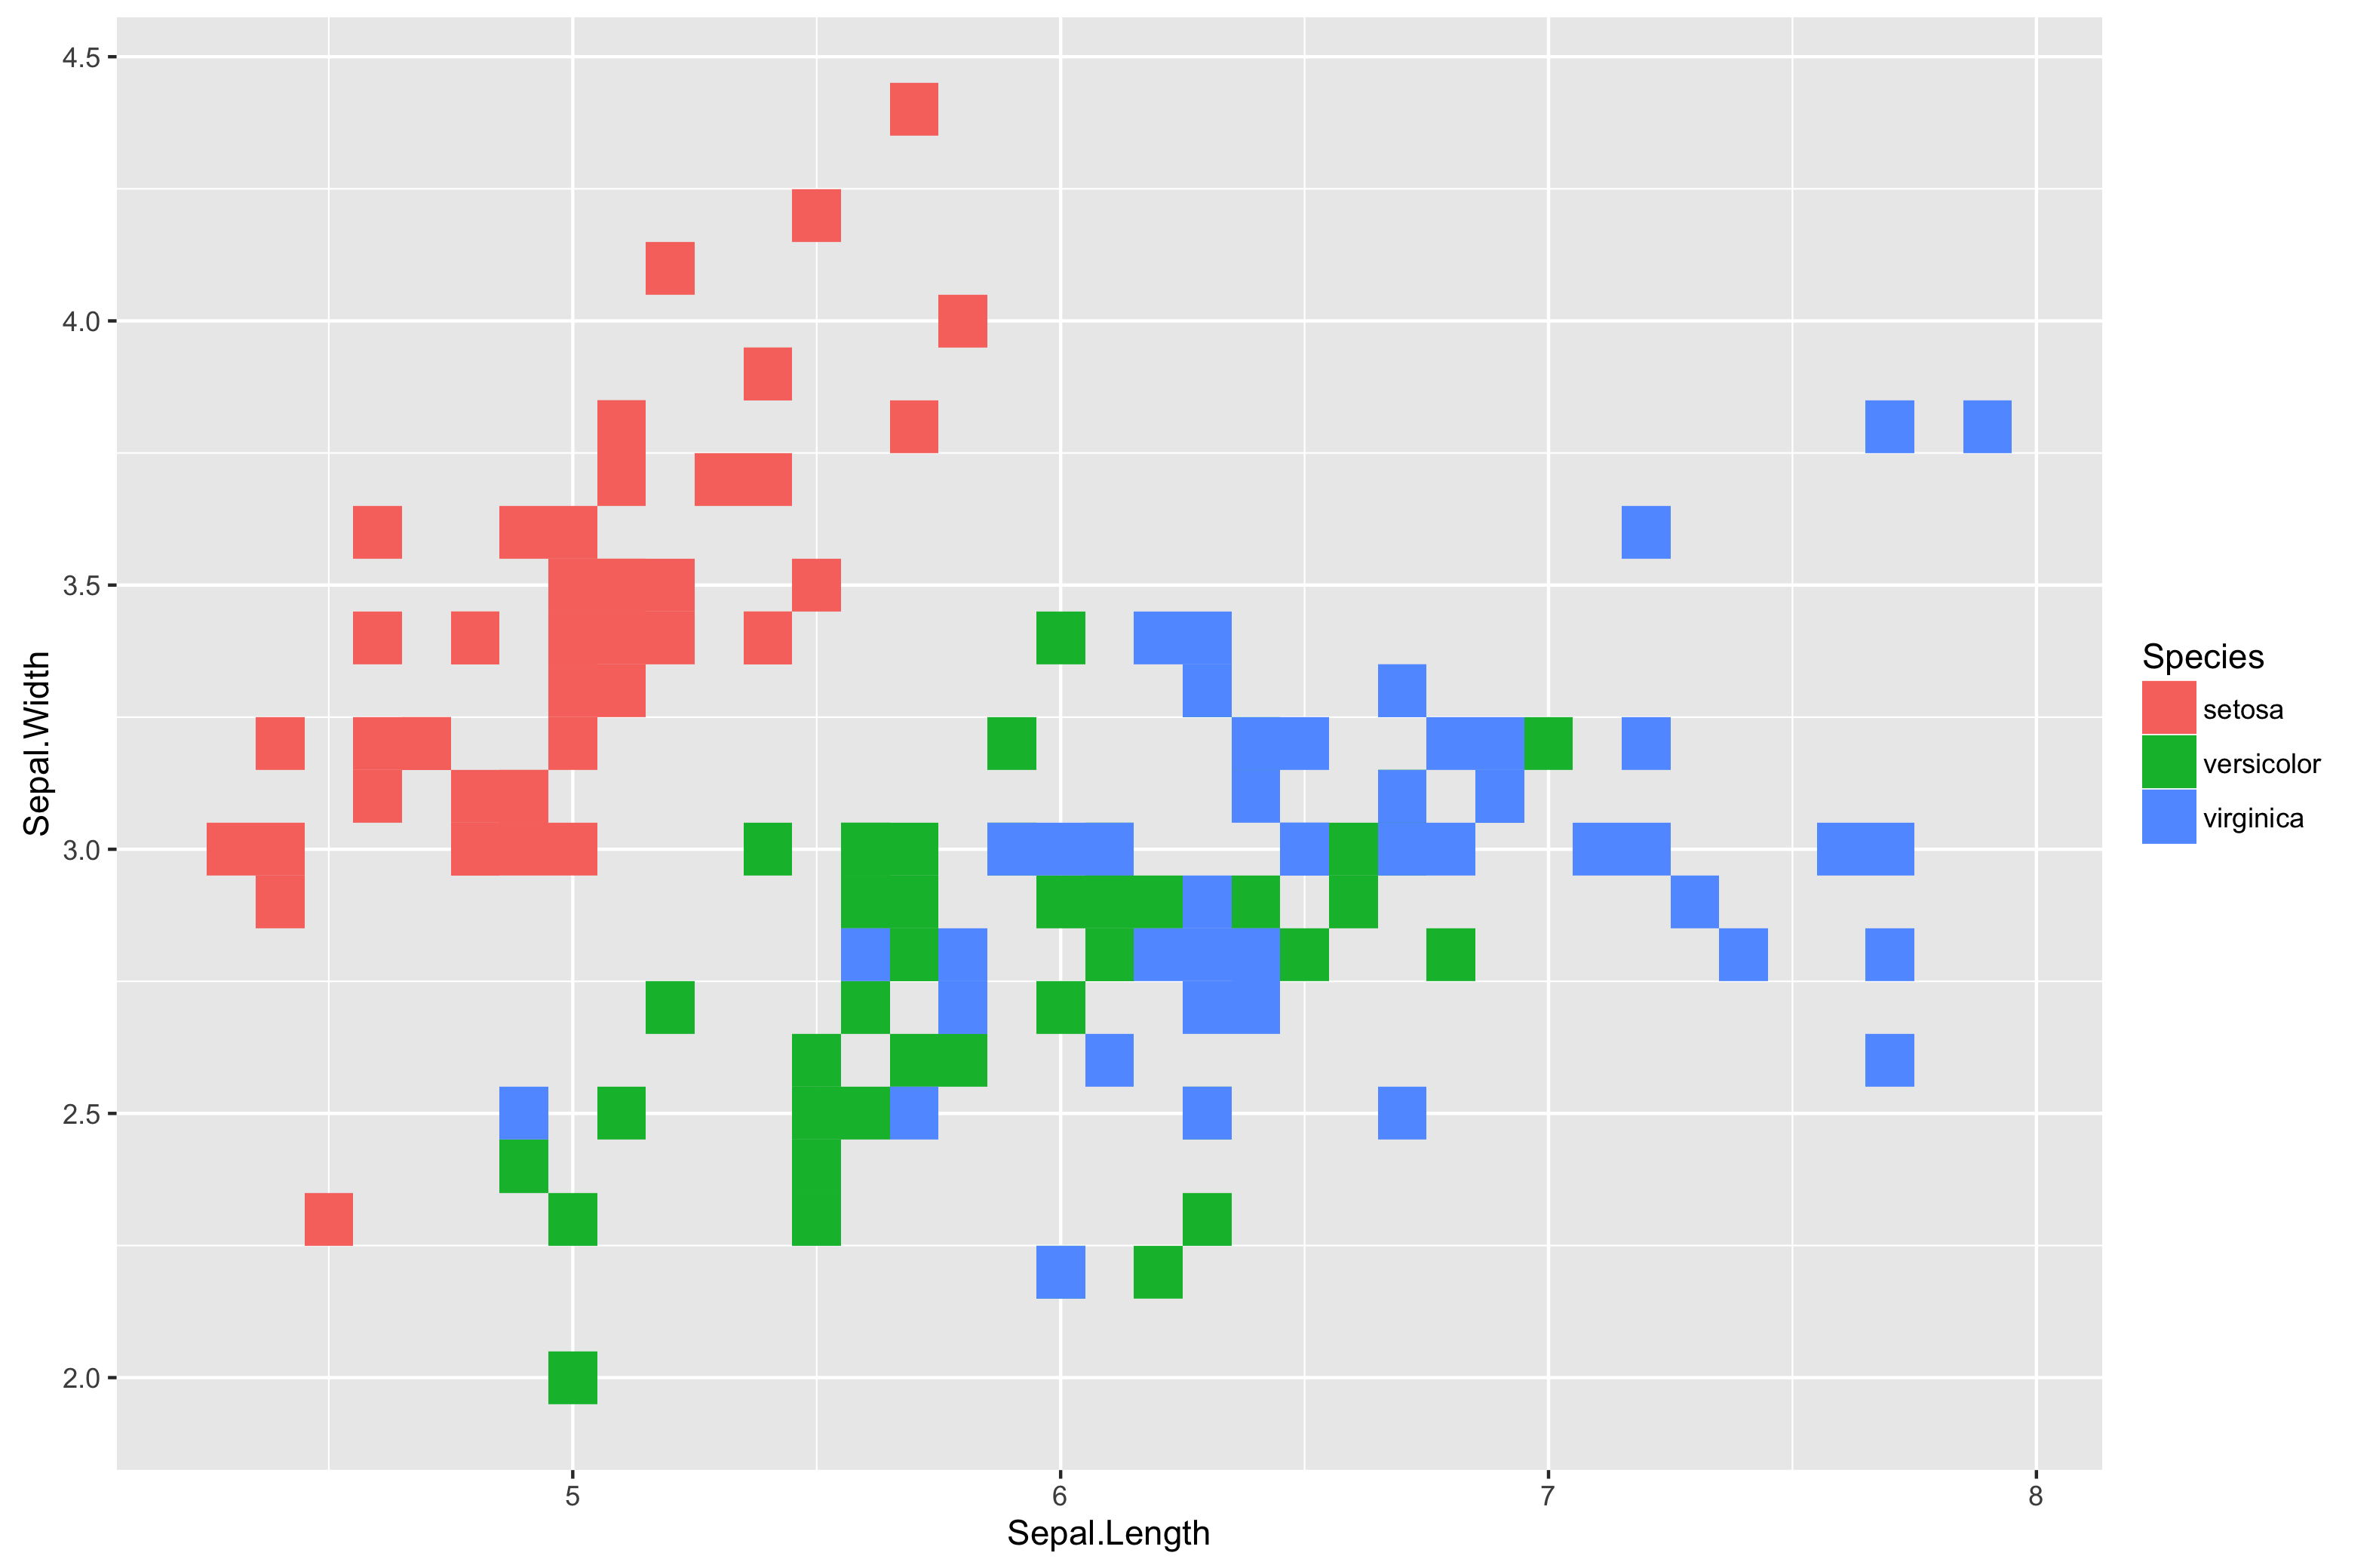 4.5
4.0
3.5
3.0
2.5
2.0
Sepal.Width
5 6 7 8
Sepal.Length
Species
setosa
versicolor
virginica